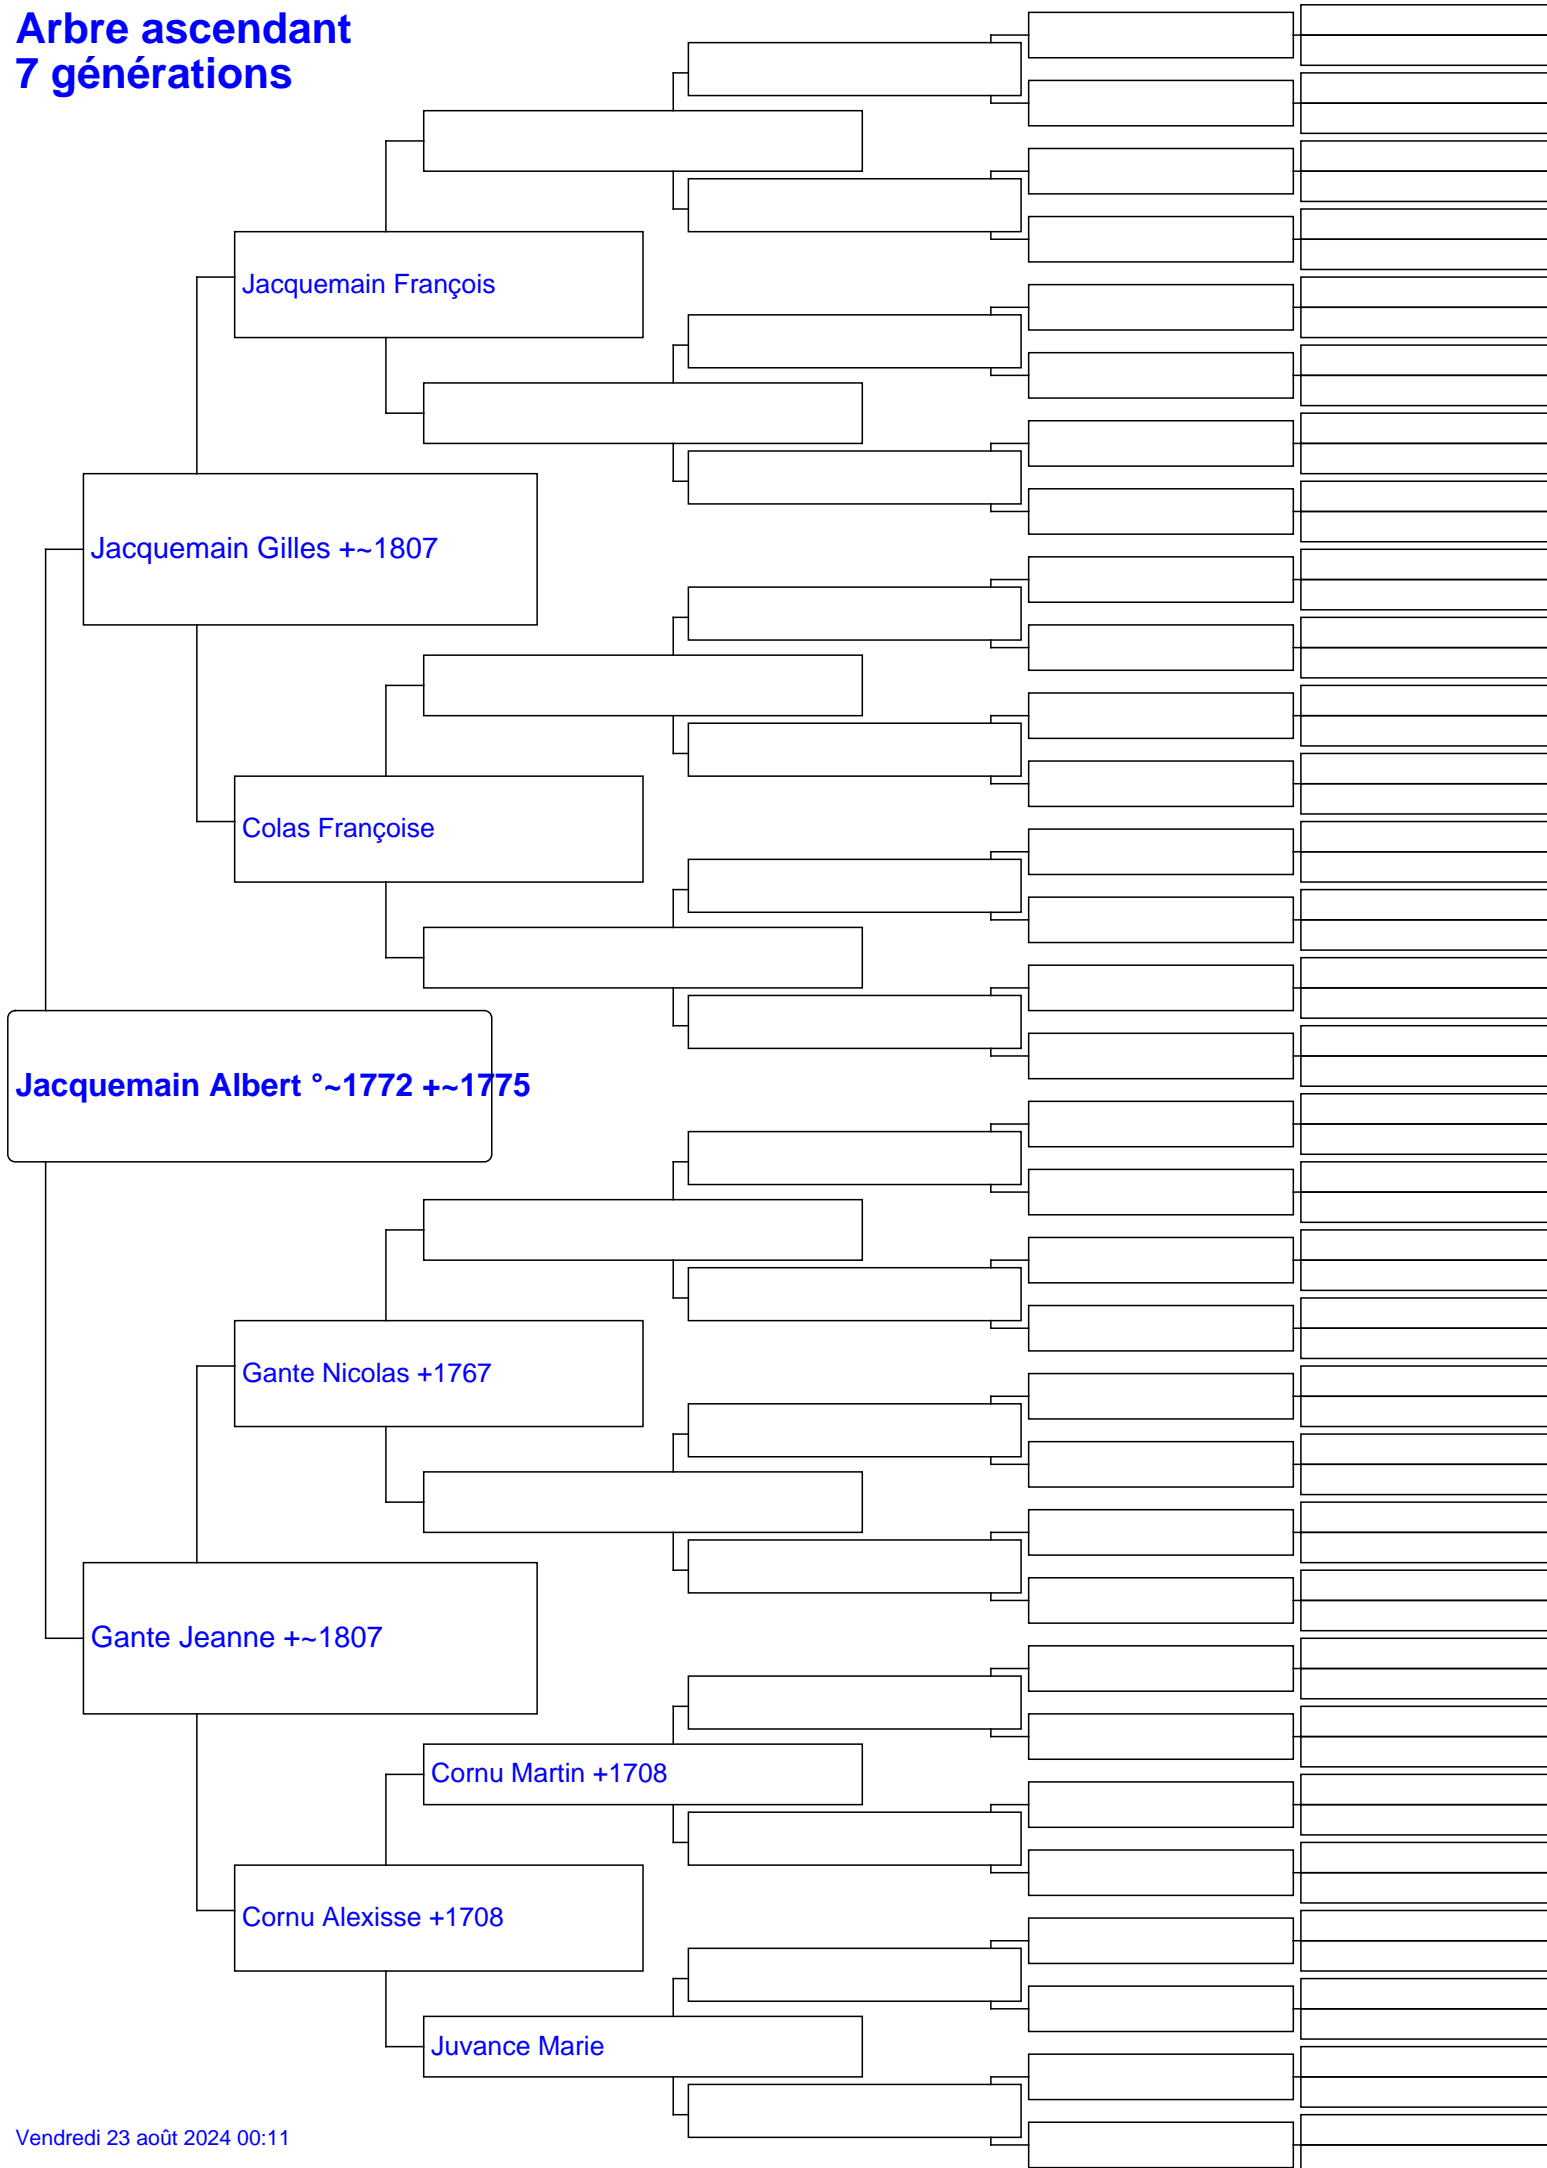 Arbre ascendant
7 générations
Jacquemain François
Jacquemain Gilles +~1807
Colas Françoise
Jacquemain Albert °~1772 +~1775
Gante Nicolas +1767
Gante Jeanne +~1807
Cornu Martin +1708
Cornu Alexisse +1708
Juvance Marie
Vendredi 23 août 2024 00:11